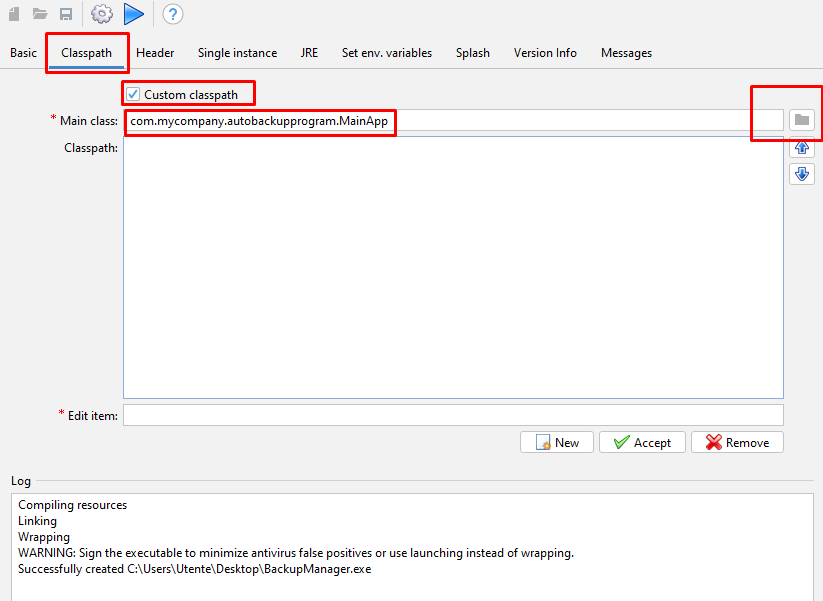 ?
Basic Classpath Header Single instance JRE Set env. variables Splash Version Info Messages
Custom classpath
* Main class: com.mycompany.autobackupprogram.MainApp
Classpath:
* Edit item:
New Accept Remove
Log
Compiling resources
Linking
Wrapping
WARNING: Sign the executable to minimize antivirus false positives or use launching instead of wrapping.
Successfully created C:\Users\Utente\Desktop\BackupManager.exe